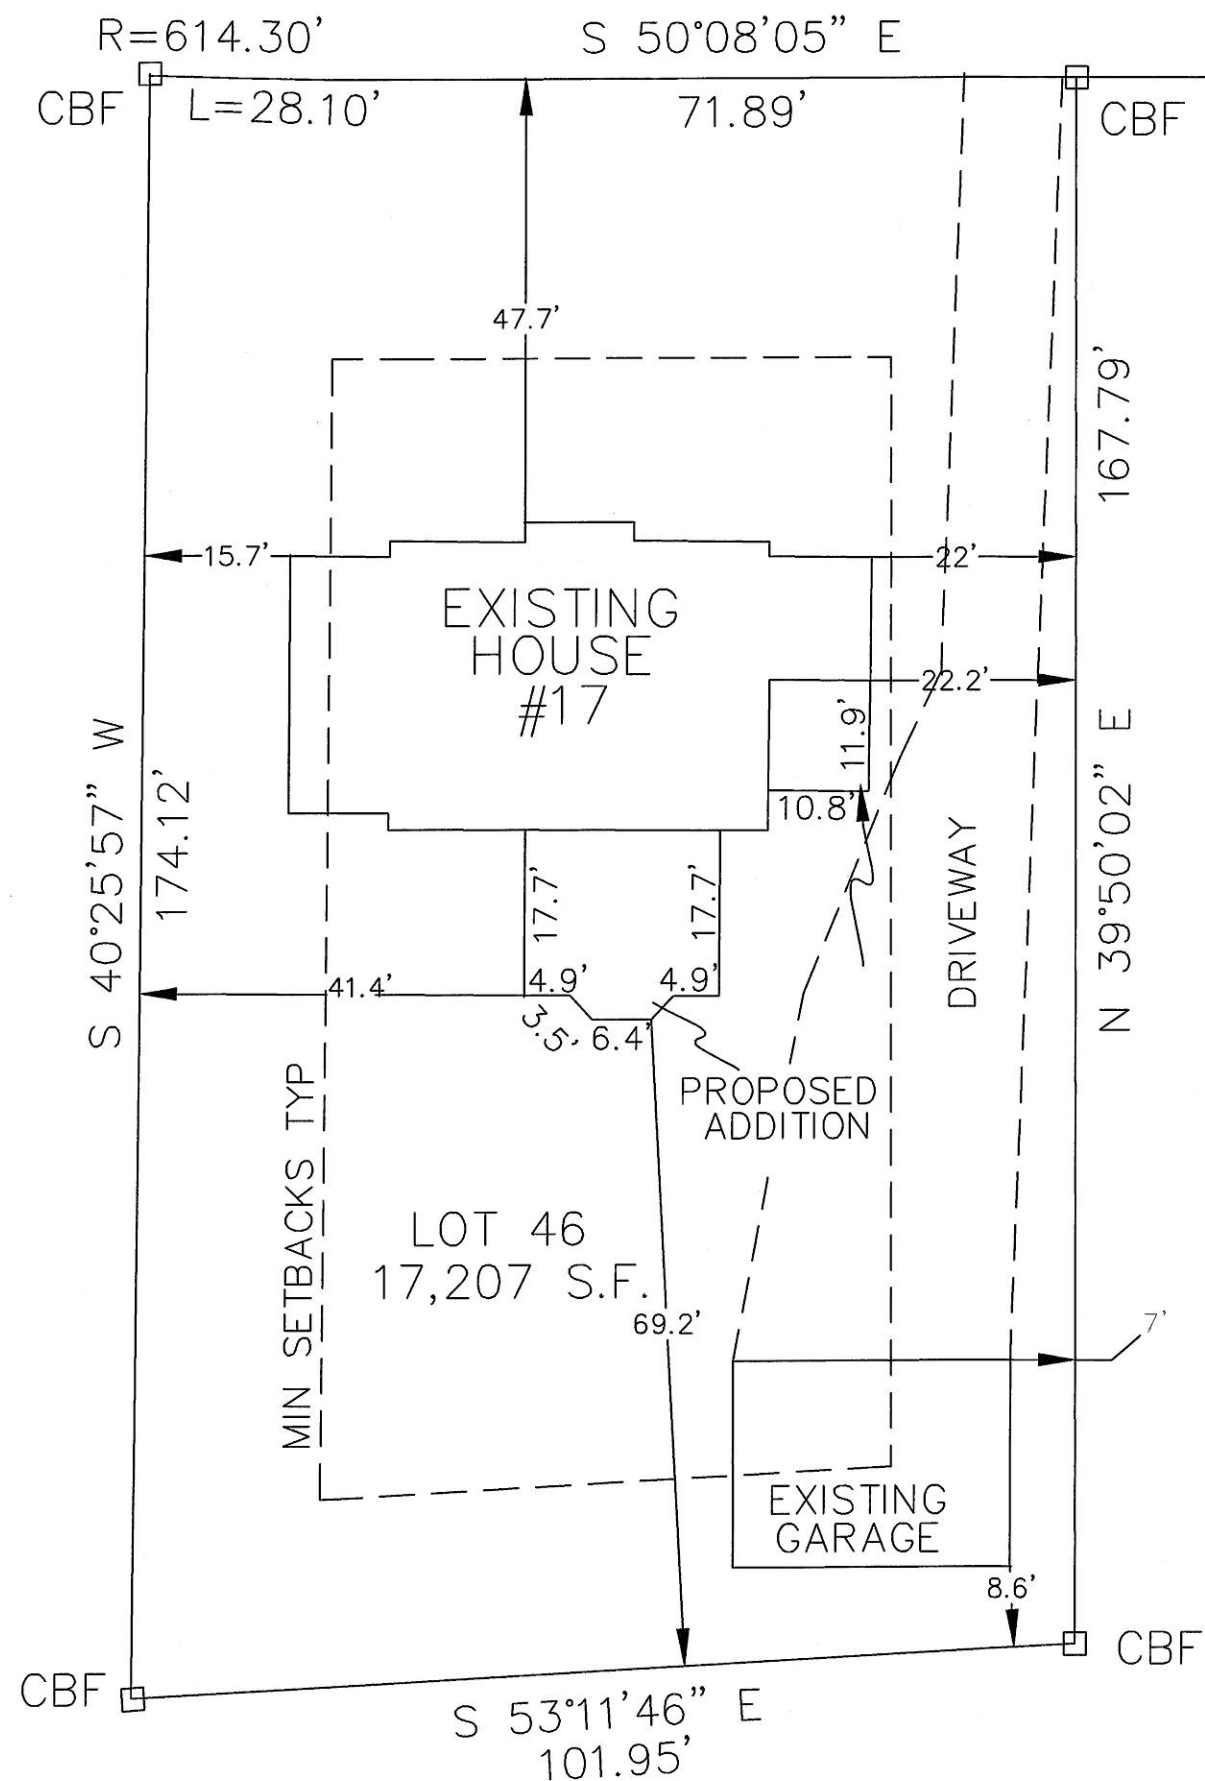 R=614.30'
S 50°08'05" E
CBF
L=28.10'
71.89'
CBF
47.7'
167.79'
15.7'
22'
EXISTING
HOUSE
#17
22.2'
11.9'
10.8'
S 40°25'57" W
174.12'
17.7'
17.7'
DRIVEWAY
N 39°50'02" E
41.4'
4.9'
4.9'
3.5'
6.4'
PROPOSED
ADDITION
MIN SETBACKS TYP
LOT 46
17,207 S.F.
69.2'
7'
EXISTING
GARAGE
8.6'
CBF
CBF
S 53°11'46" E
101.95'